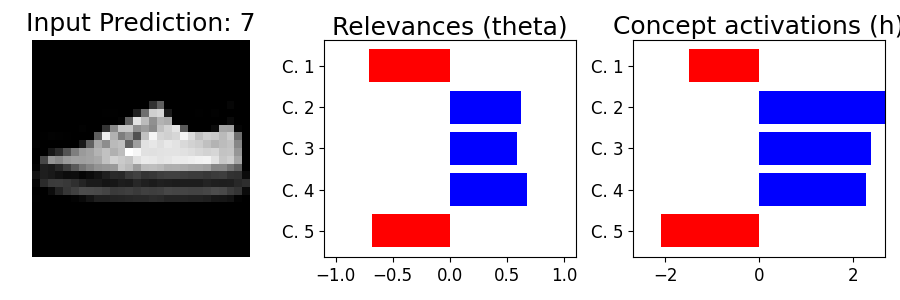 Input Prediction: 7
Relevances (theta)
Concept activations (h)
C. 1
C. 2
C. 3
C. 4
C. 5
−1.0 −0.5 0.0 0.5 1.0
C. 1
C. 2
C. 3
C. 4
C. 5
−2 0 2